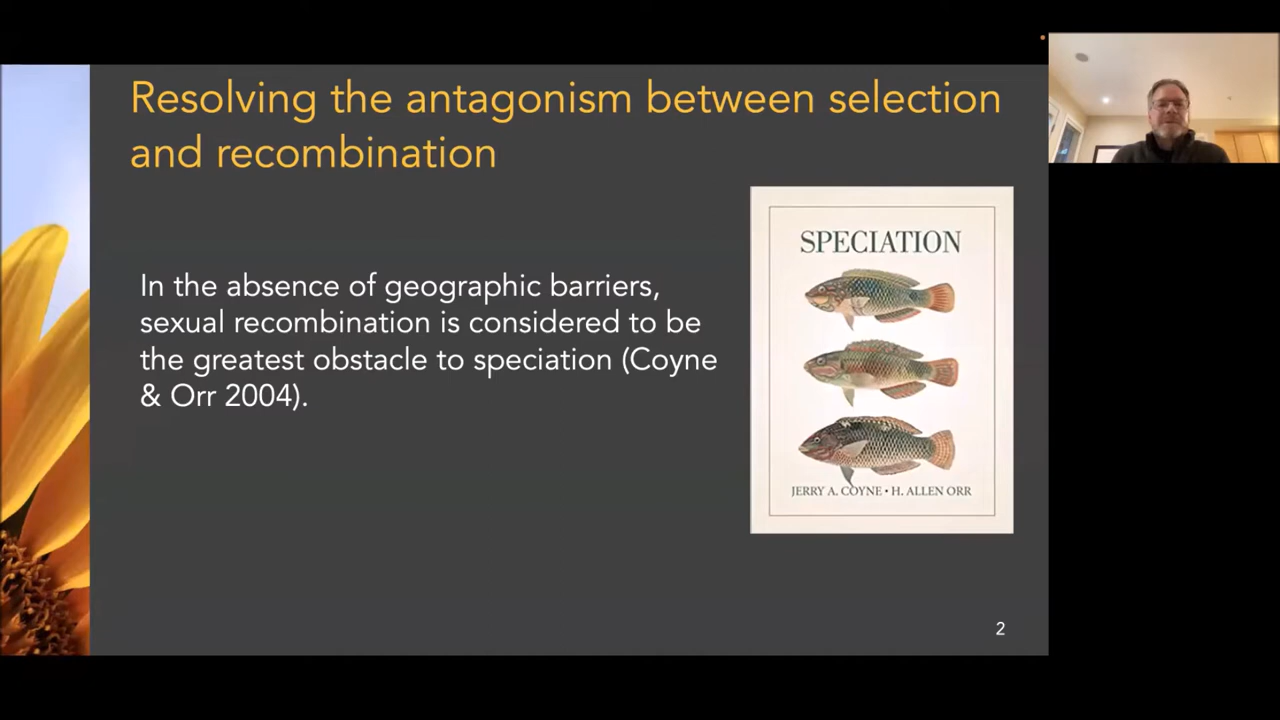 Resolving the antagonism between selection
and recombination
In the absence of geographic barriers,
sexual recombination is considered to be
the greatest obstacle to speciation (Coyne
& Orr 2004).
SPECIATION
JERRY A. COYNE • H. ALLEN ORR
2